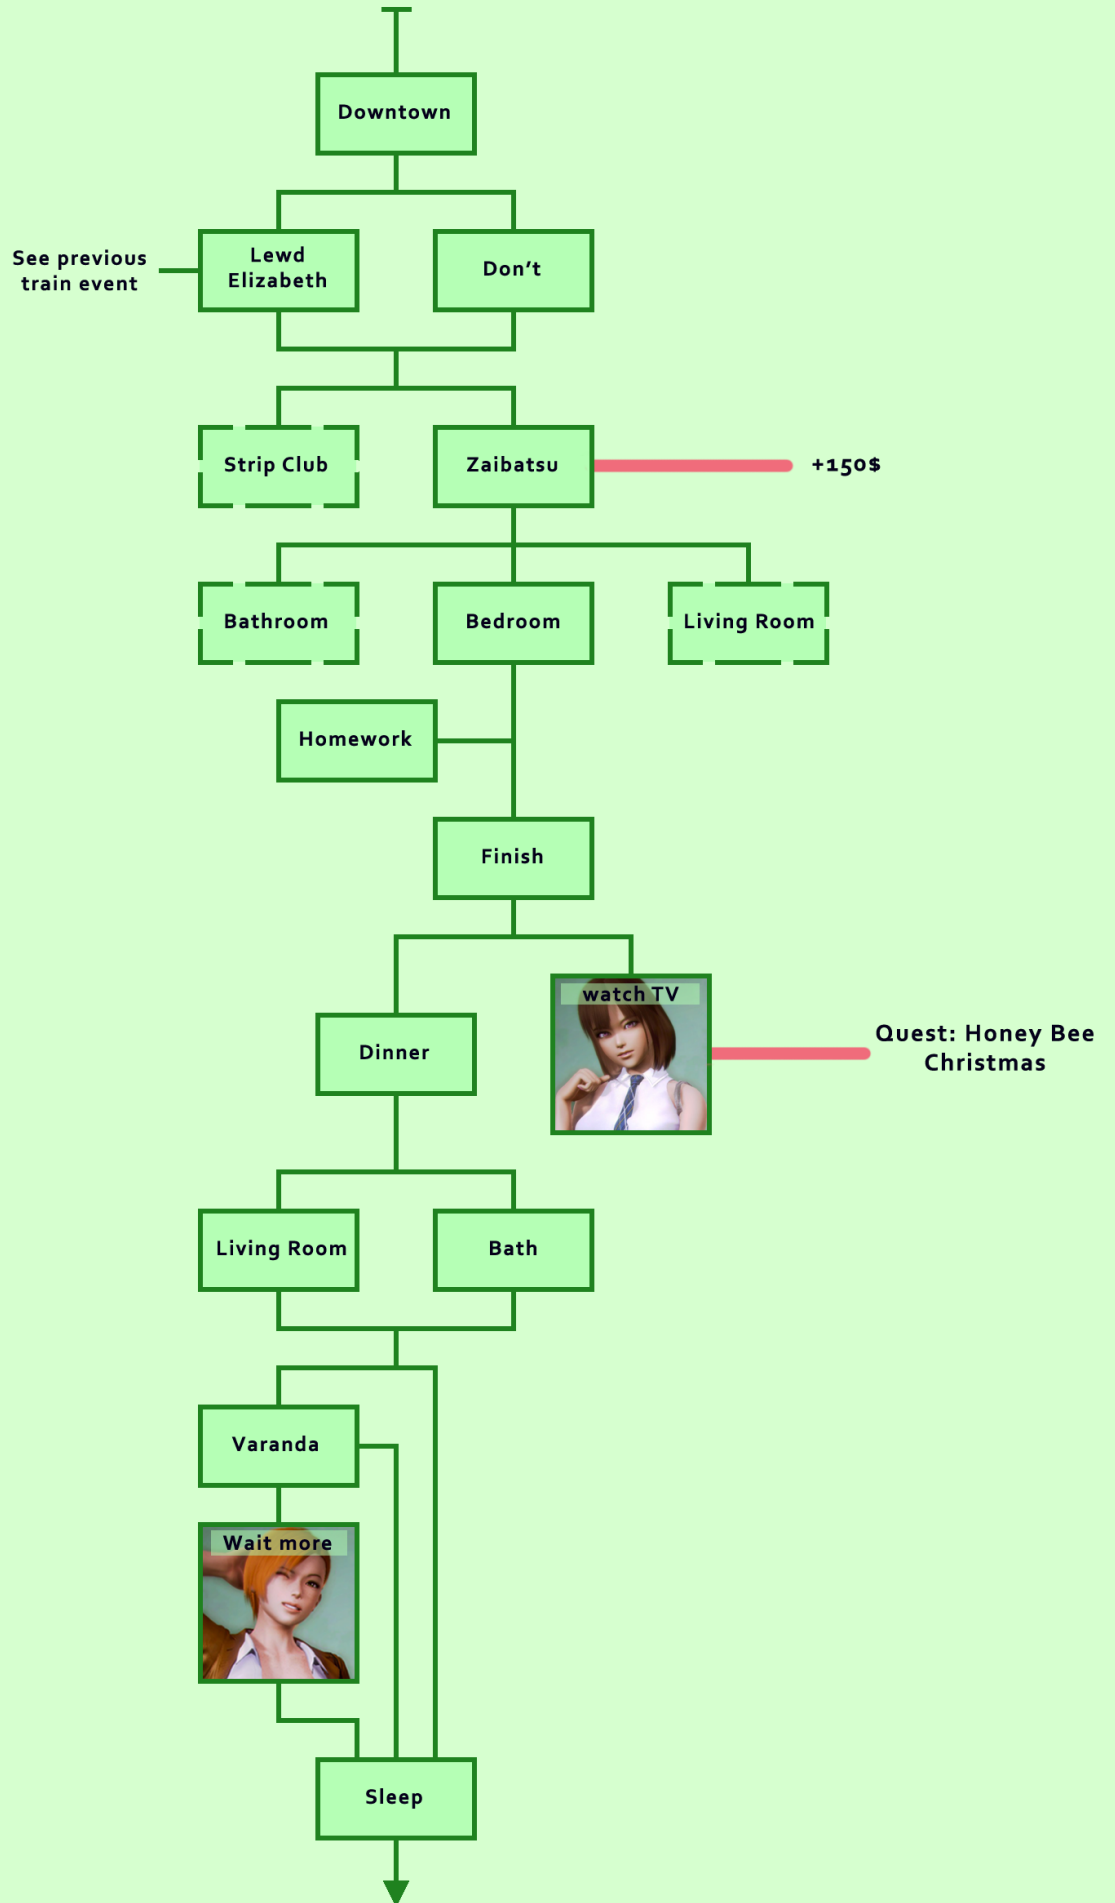 Downtown
See previous
train event
Lewd
Elizabeth
Don't
Strip Club
Zaibatsu
+150$
Bathroom
Bedroom
Living Room
Homework
Finish
watch TV
Dinner
Quest: Honey Bee
Christmas
Living Room
Bath
Varanda
Wait more
Sleep